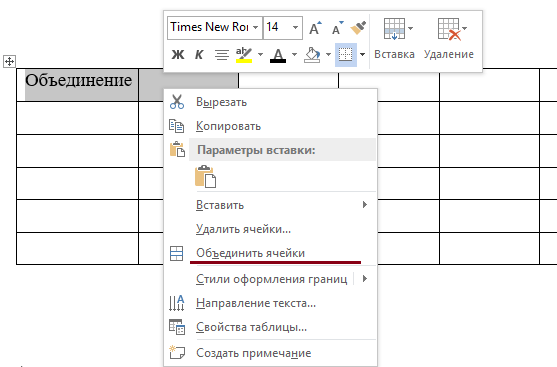 Times New Roı 14
Ж К
Вставка Удаление
Объединение
Вырезать
Копировать
Параметры вставки:
Вставить
Удалить ячейки...
Объединить ячейки
Стили оформления границ
Направление текста...
Свойства таблицы...
Создать примечание